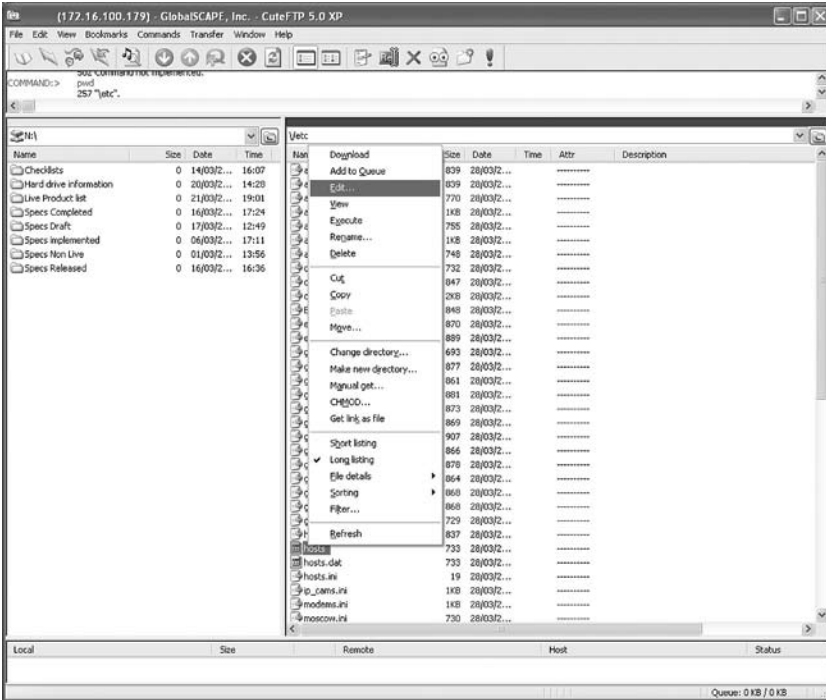 (172.16.100.179) - GlobalSCAPE, Inc. - CuteFTP 5.0 XP
File Edit View Bookmarks Commands Transfer Window Help
502 Command not implemented.
COMMAND:> pwd
257 "\etc".
N:\
\etc
Name Size Date Time
Checklists 0 14/03/2... 16:07
Hard drive information 0 20/03/2... 14:28
Live Product list 0 21/03/2... 19:01
Specs Completed 0 16/03/2... 17:24
Specs Draft 0 17/03/2... 12:49
Specs implemented 0 06/03/2... 17:11
Specs Non Live 0 01/03/2... 13:56
Specs Released 0 16/03/2... 16:36
Nam Size Date Time Attr Description
Download
Add to Queue
Edit...
View
Execute
Rename...
Delete
Cut
Copy
Paste
Move...
Change directory...
Make new directory...
Manual get...
CHMOD...
Get link as file
Short listing
Long listing
File details
Sorting
Filter...
Refresh
839 28/03/2... ----------
839 28/03/2... ----------
770 28/03/2... ----------
1KB 28/03/2... ----------
755 28/03/2... ----------
1KB 28/03/2... ----------
748 28/03/2... ----------
732 28/03/2... ----------
847 28/03/2... ----------
2KB 28/03/2... ----------
848 28/03/2... ----------
870 28/03/2... ----------
889 28/03/2... ----------
693 28/03/2... ----------
877 28/03/2... ----------
861 28/03/2... ----------
881 28/03/2... ----------
873 28/03/2... ----------
869 28/03/2... ----------
907 28/03/2... ----------
866 28/03/2... ----------
878 28/03/2... ----------
864 28/03/2... ----------
868 28/03/2... ----------
868 28/03/2... ----------
729 28/03/2... ----------
837 28/03/2... ----------
hosts 733 28/03/2... ----------
hosts.dat 733 28/03/2... ----------
hosts.ini 19 28/03/2... ----------
ip_cams.ini 1KB 28/03/2... ----------
modems.ini 1KB 28/03/2... ----------
moscow.ini 730 28/03/2... ----------
Local Size Remote Host Status
Queue: 0 KB / 0 KB